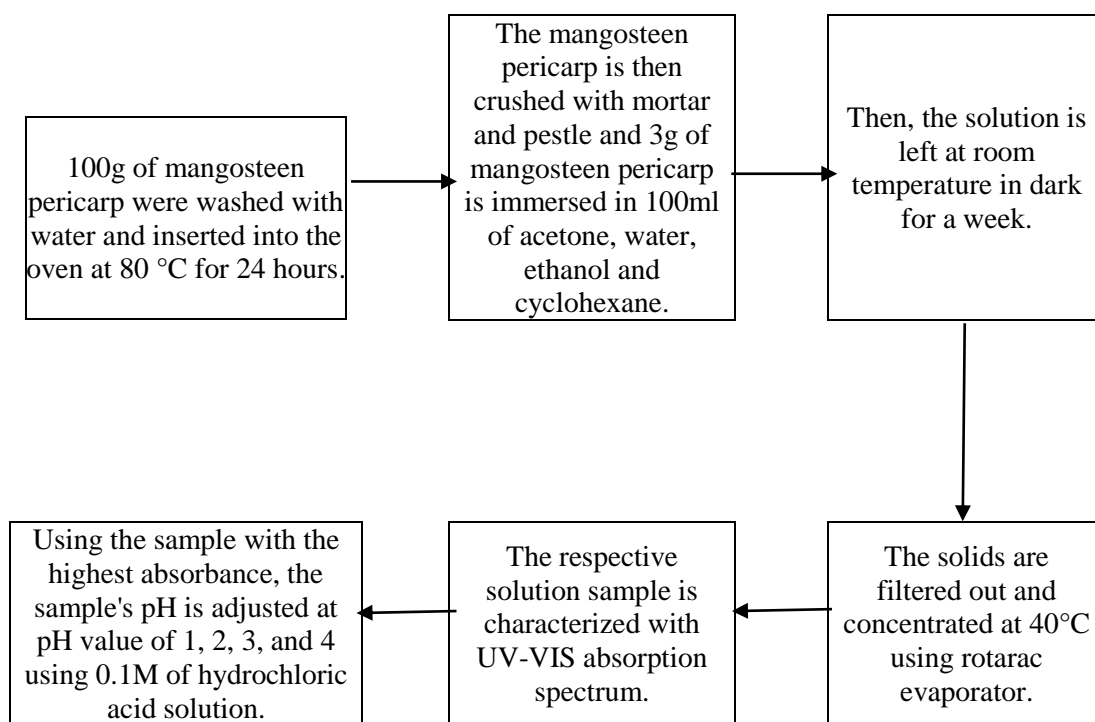 100g of mangosteen
pericarp were washed with
water and inserted into the
oven at 80 °C for 24 hours.
The mangosteen
pericarp is then
crushed with mortar
and pestle and 3g of
mangosteen pericarp
is immersed in 100ml
of acetone, water,
ethanol and
cyclohexane.
Then, the solution is
left at room
temperature in dark
for a week.
The solids are
filtered out and
concentrated at 40°C
using rotarac
evaporator.
The respective
solution sample is
characterized with
UV-VIS absorption
spectrum.
Using the sample with the
highest absorbance, the
sample's pH is adjusted at
pH value of 1, 2, 3, and 4
using 0.1M of hydrochloric
acid solution.